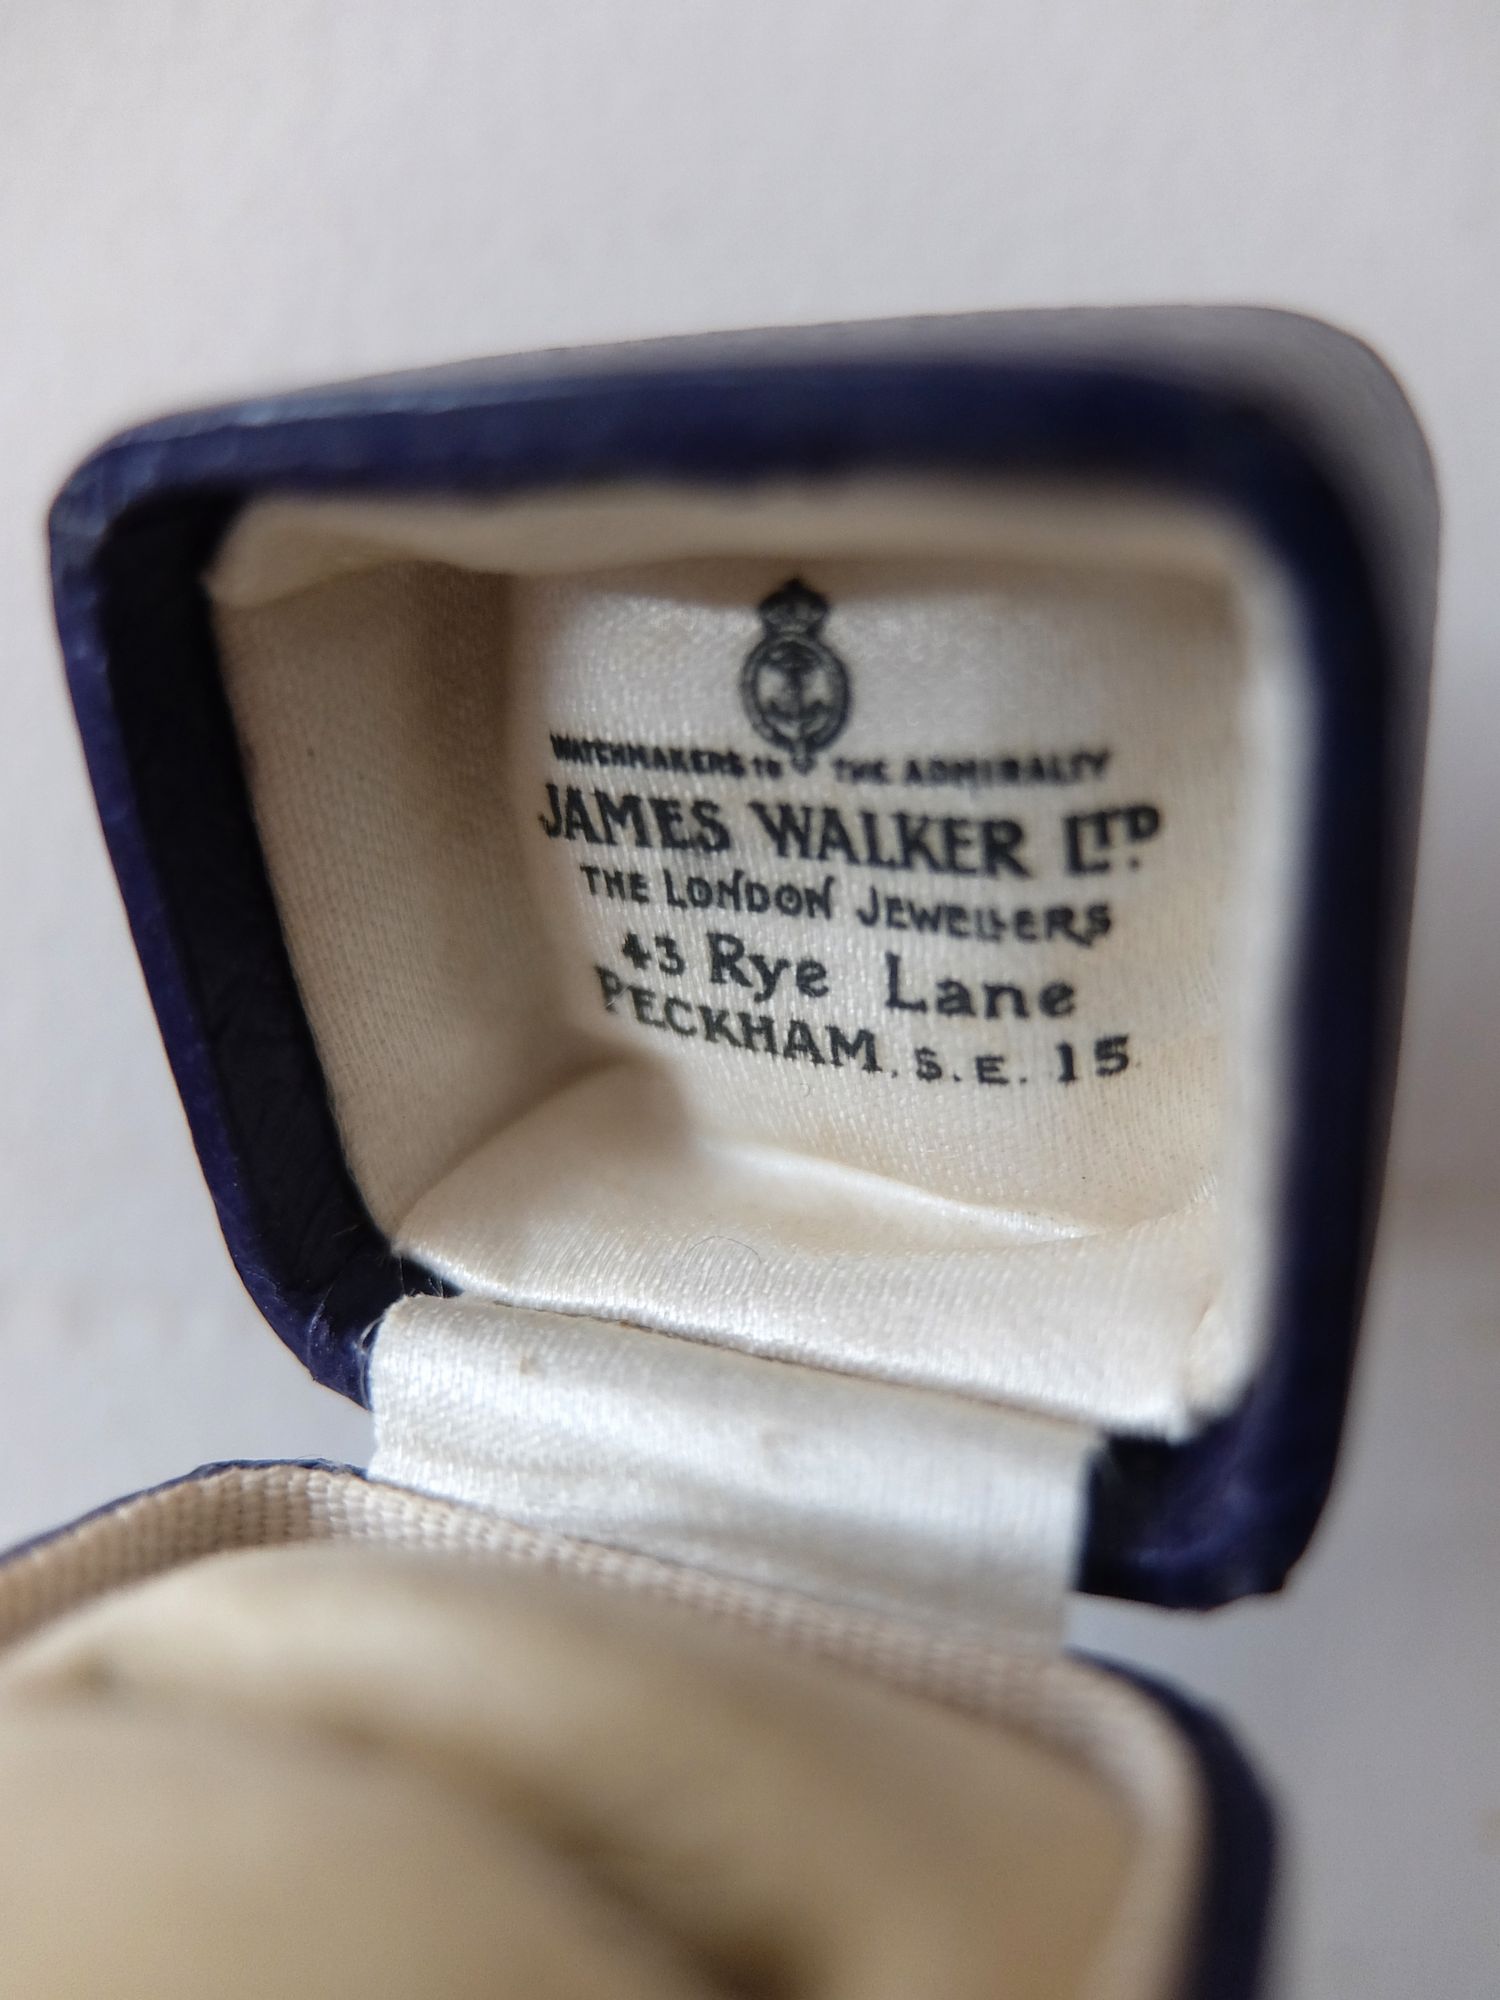 WATCHMAKERS TO THE ADMIRALTY
JAMES WALKER LTD.
THE LONDON JEWELLERS
43 Rye Lane
PECKHAM. S.E. 15.